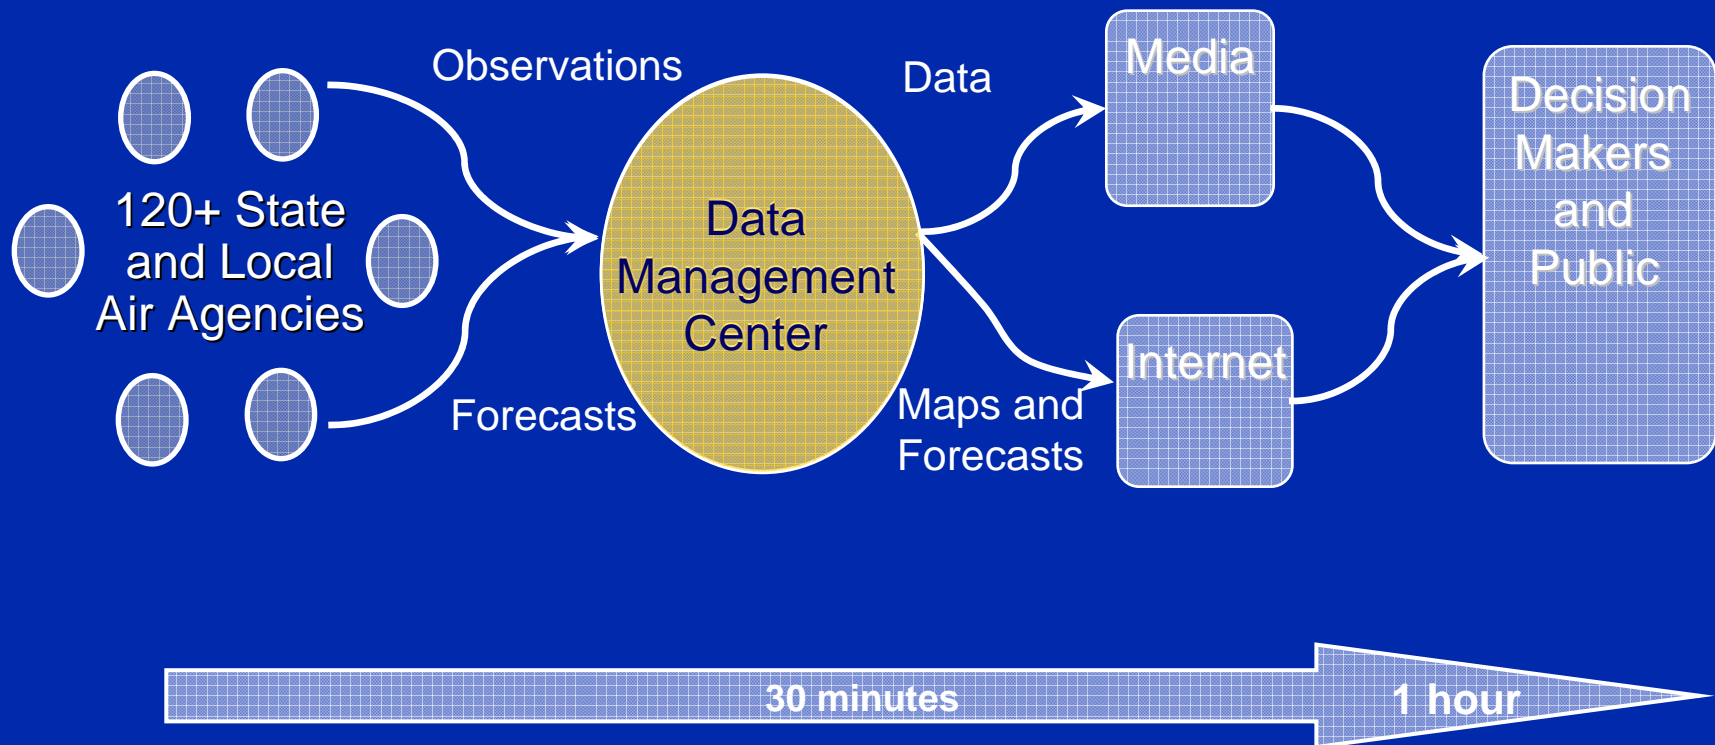 120+ State
and Local
Air Agencies
Observations
Forecasts
Data
Management
Center
Data
Maps and
Forecasts
Media
Internet
Decision
Makers
and
Public
30 minutes
1 hour